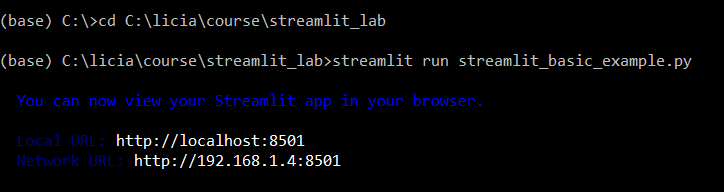 (base) C:\>cd C:\licia\course\streamlit_lab
(base) C:\licia\course\streamlit_lab>streamlit run streamlit_basic_example.py
You can now view your Streamlit app in your browser.
Local URL: http://localhost:8501
Network URL: http://192.168.1.4:8501